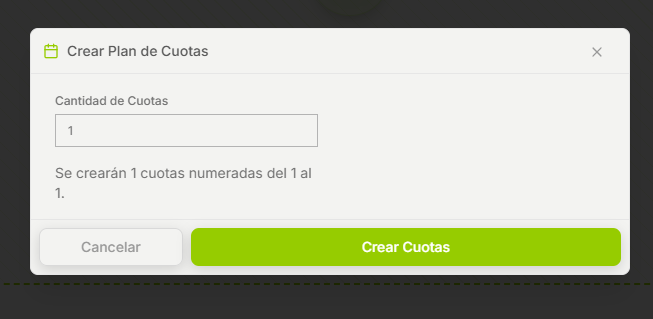 Crear Plan de Cuotas
Cantidad de Cuotas
1
Se crearán 1 cuotas numeradas del 1 al
1.
Cancelar
Crear Cuotas